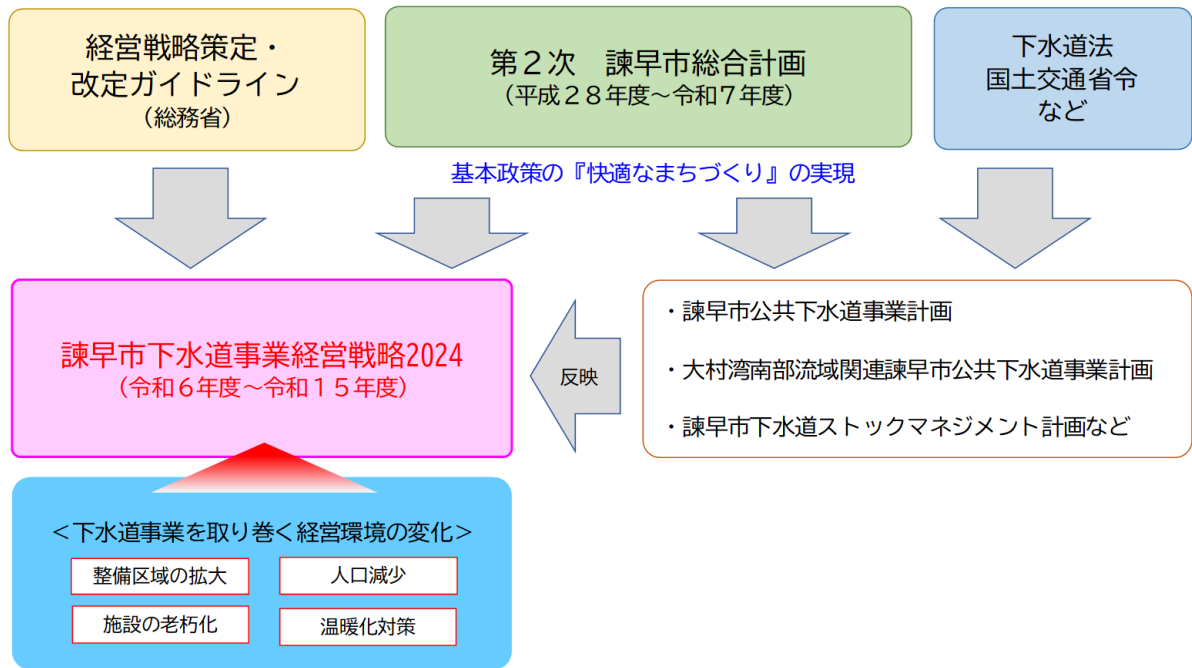 経営戦略策定・
改定ガイドライン
（総務省）
第２次　諫早市総合計画
（平成２８年度～令和７年度）
下水道法
国土交通省令
など
基本政策の『快適なまちづくり』の実現
諫早市下水道事業経営戦略2024
（令和６年度～令和１５年度）
反映
・諫早市公共下水道事業計画
・大村湾南部流域関連諫早市公共下水道事業計画
・諫早市下水道ストックマネジメント計画など
＜下水道事業を取り巻く経営環境の変化＞
整備区域の拡大
人口減少
施設の老朽化
温暖化対策